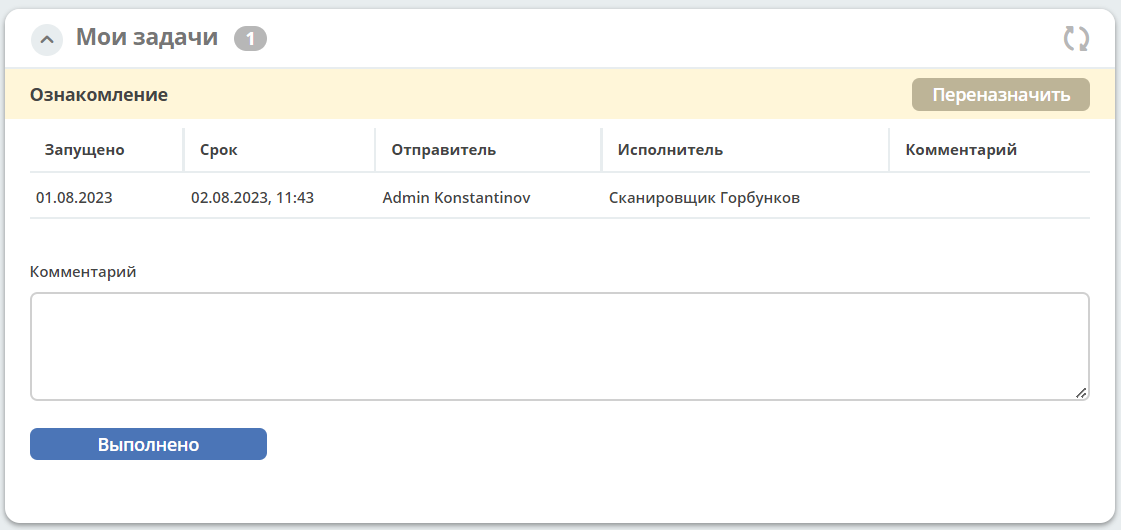 Мои задачи 1
Ознакомление Переназначить
Запущено Срок Отправитель Исполнитель Комментарий
01.08.2023 02.08.2023, 11:43 Admin Konstantinov Сканировщик Горбунков
Комментарий
Выполнено